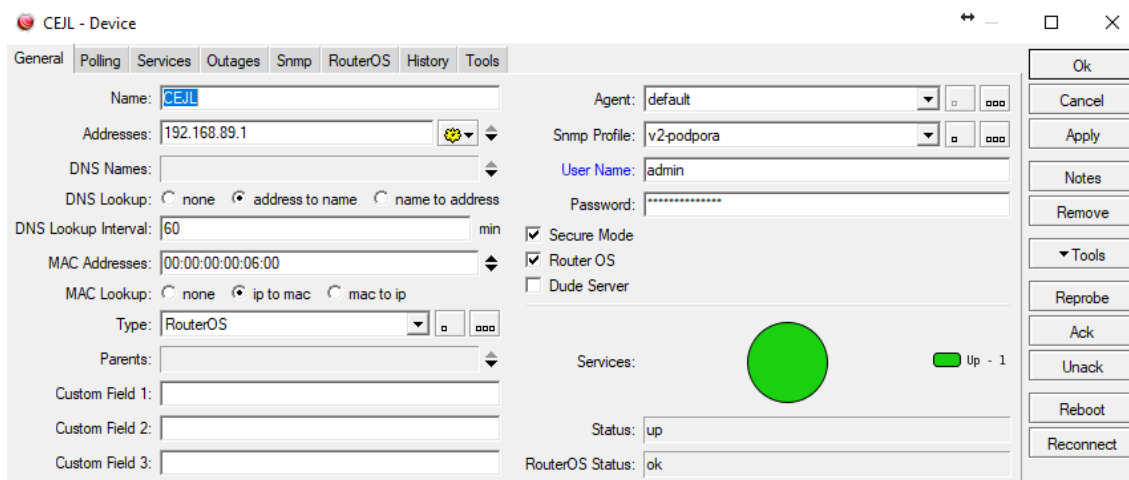 CEJL - Device
General Polling Services Outages Snmp RouterOS History Tools
Name: CEJL
Addresses: 192.168.89.1
DNS Names:
DNS Lookup: none address to name name to address
DNS Lookup Interval: 60 min
MAC Addresses: 00:00:00:00:06:00
MAC Lookup: none ip to mac mac to ip
Type: RouterOS
Parents:
Custom Field 1:
Custom Field 2:
Custom Field 3:
Agent: default
Snmp Profile: v2-podpora
User Name: admin
Password: **************
Secure Mode
Router OS
Dude Server
Services: Up - 1
Status: up
RouterOS Status: ok
Ok
Cancel
Apply
Notes
Remove
Tools
Reprobe
Ack
Unack
Reboot
Reconnect